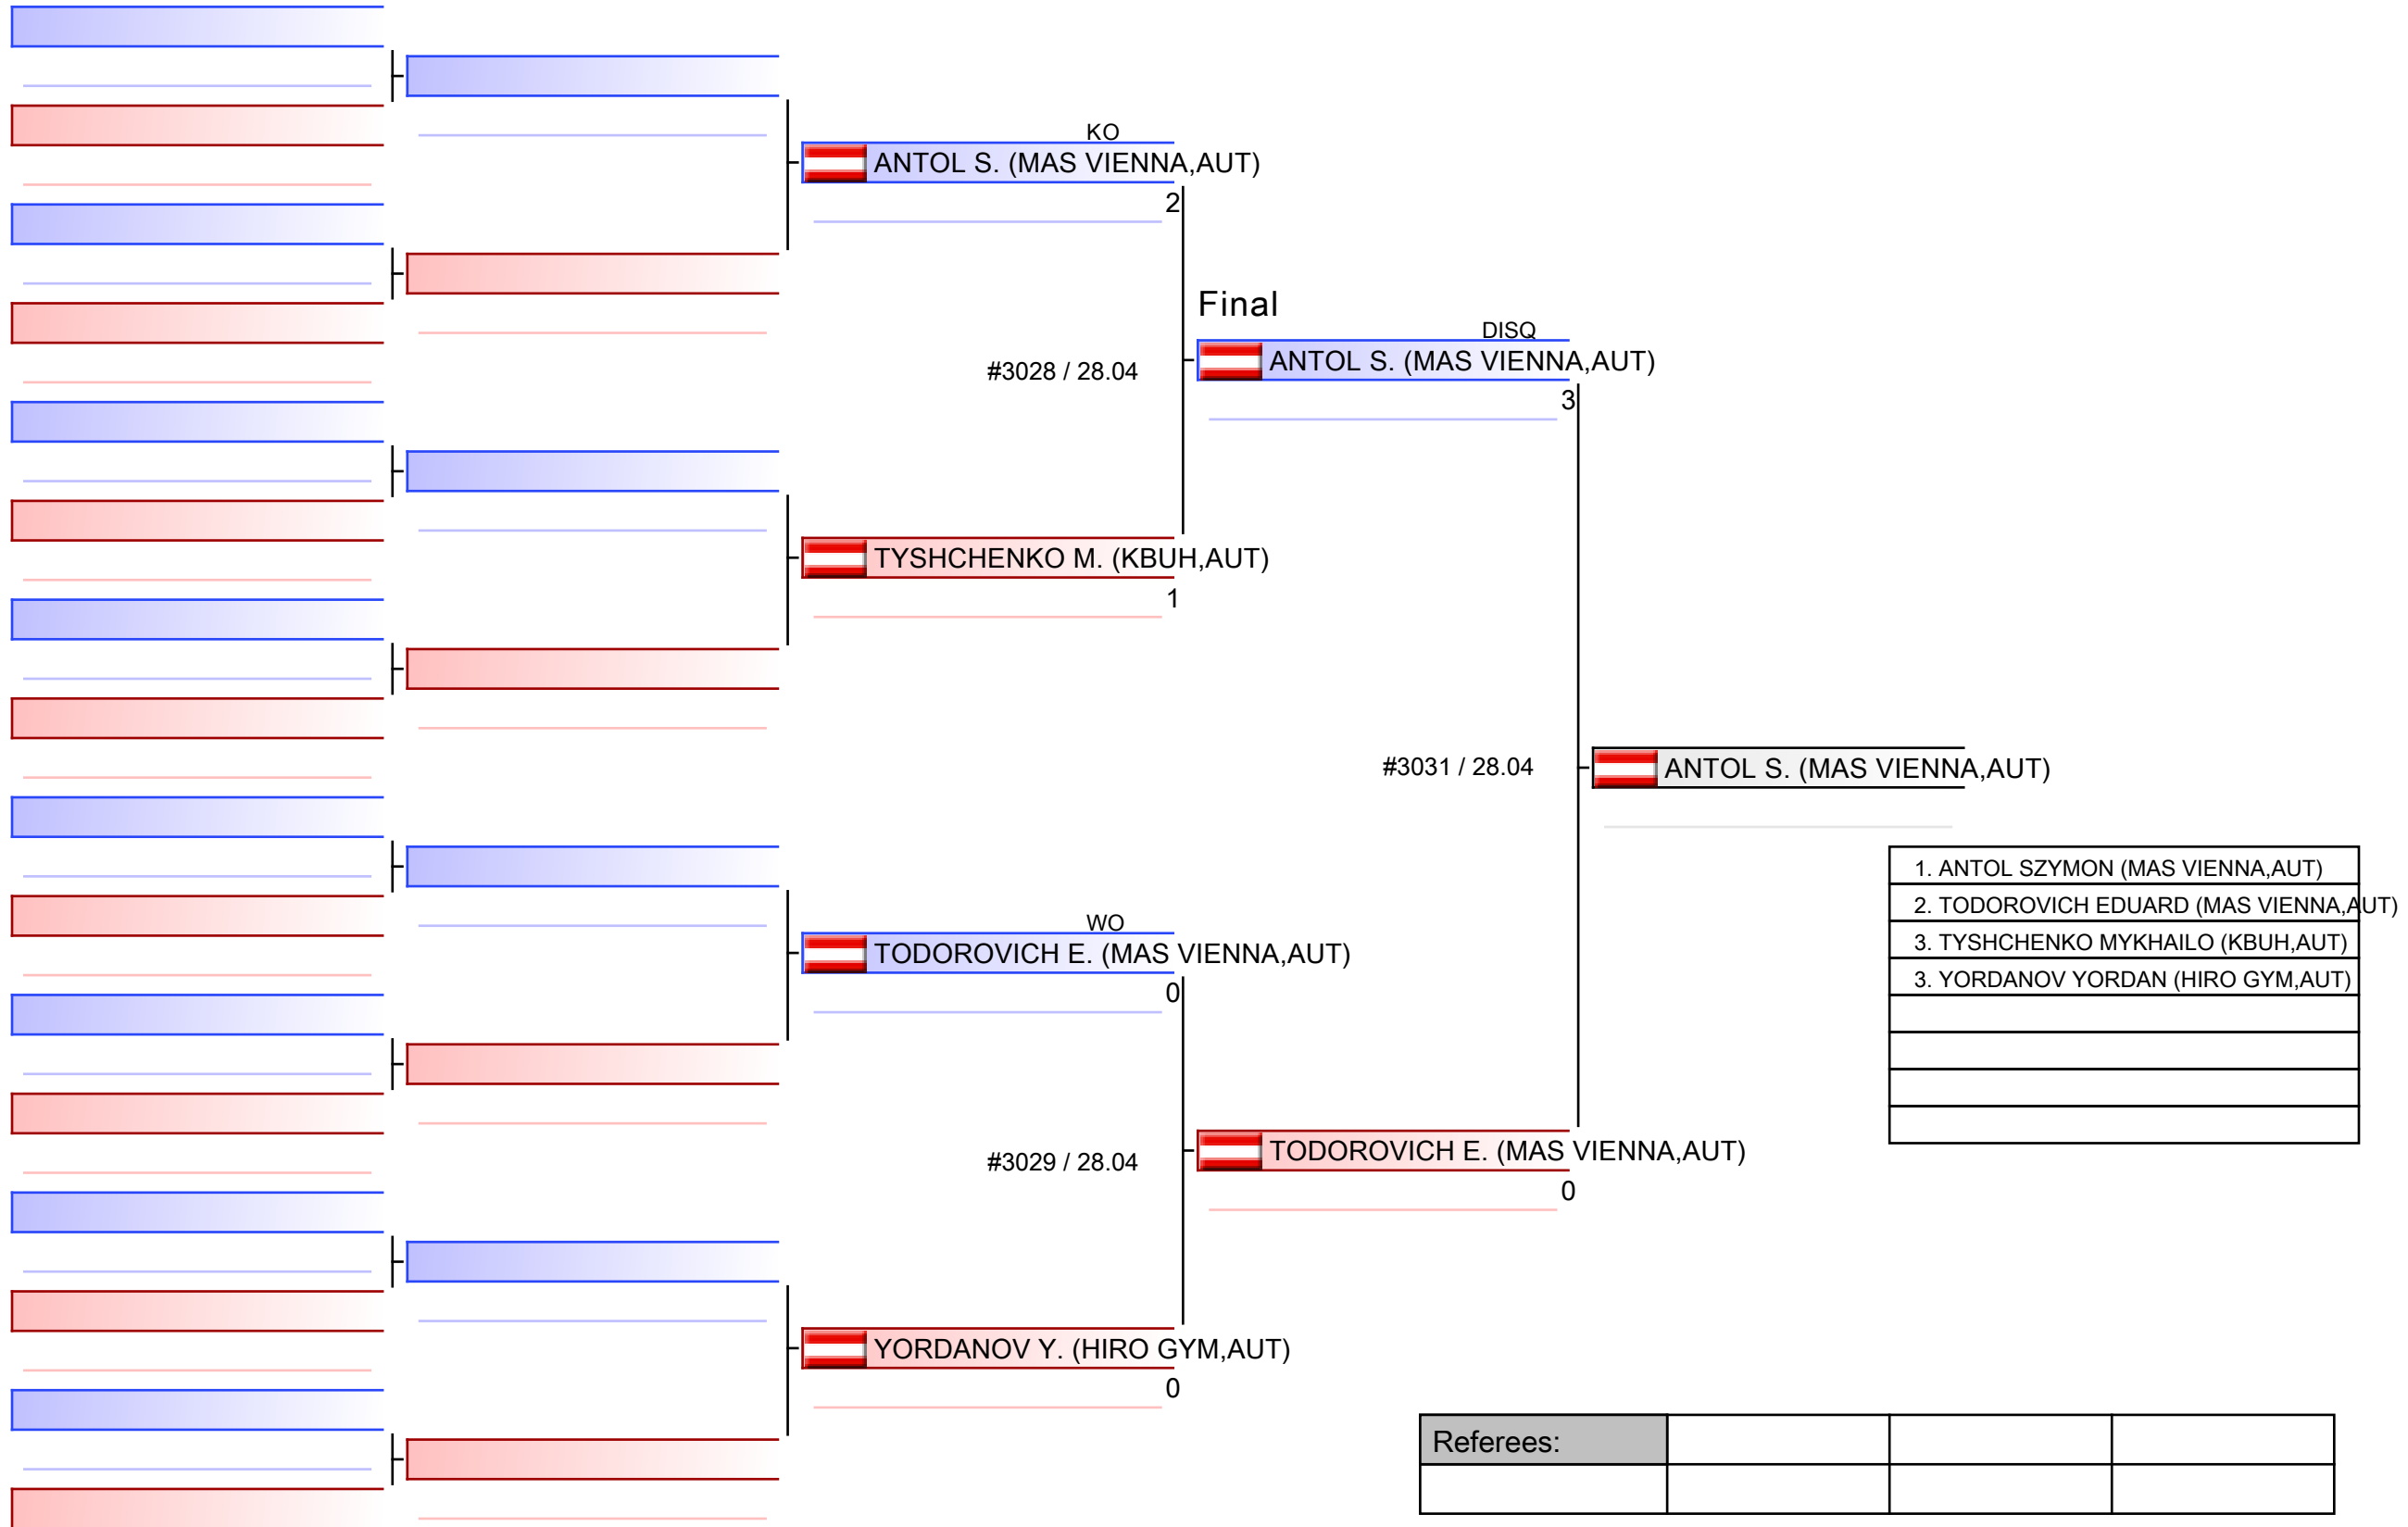 KO
ANTOL S. (MAS VIENNA,AUT)
2
Final
DISQ
#3028 / 28.04
ANTOL S. (MAS VIENNA,AUT)
3
TYSHCHENKO M. (KBUH,AUT)
1
#3031 / 28.04
ANTOL S. (MAS VIENNA,AUT)
1. ANTOL SZYMON (MAS VIENNA,AUT)
2. TODOROVICH EDUARD (MAS VIENNA,AUT)
3. TYSHCHENKO MYKHAILO (KBUH,AUT)
3. YORDANOV YORDAN (HIRO GYM,AUT)
WO
TODOROVICH E. (MAS VIENNA,AUT)
0
#3029 / 28.04
TODOROVICH E. (MAS VIENNA,AUT)
0
YORDANOV Y. (HIRO GYM,AUT)
0
Referees: